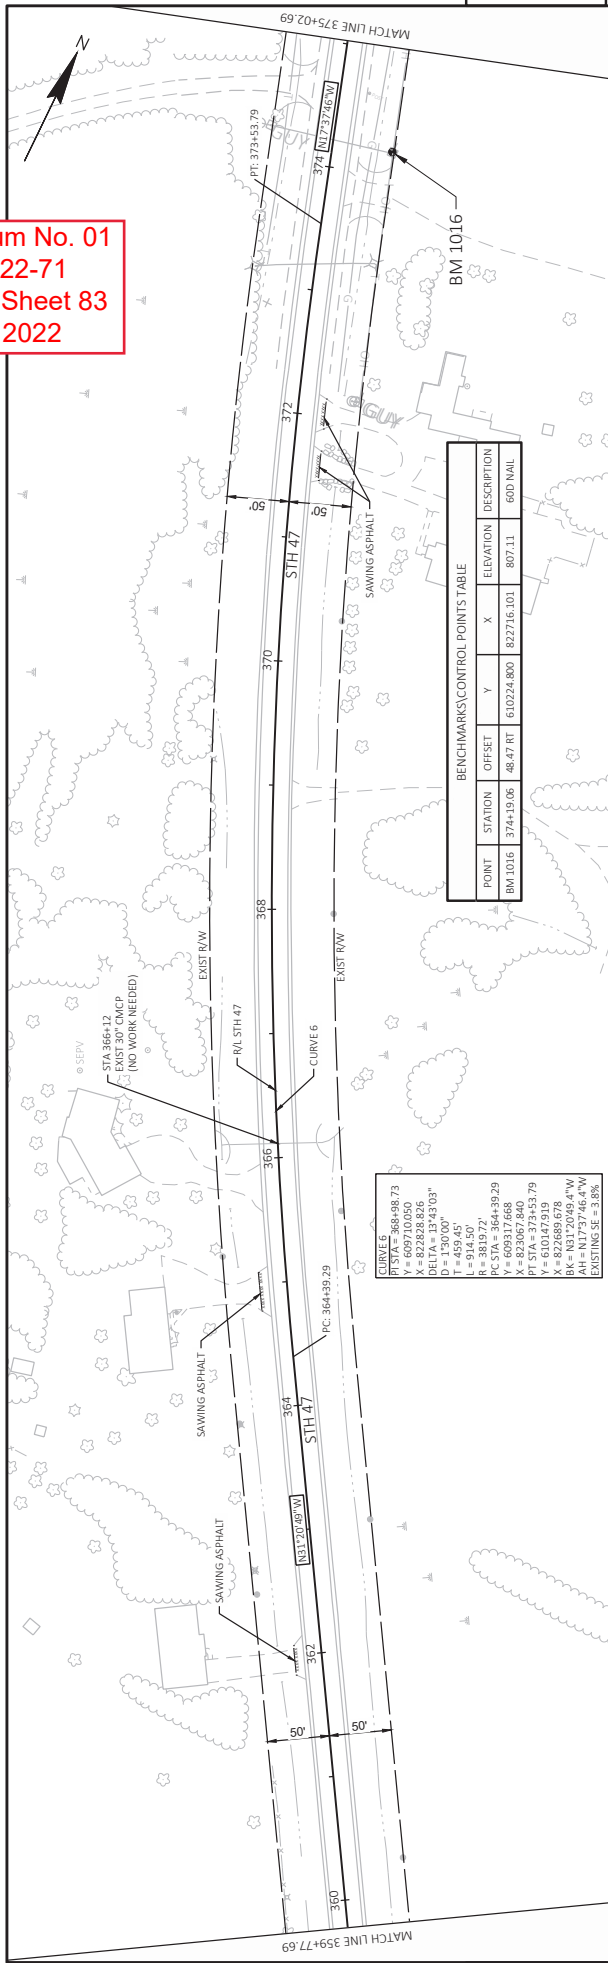 um No. 01
22-71
Sheet 83
2022
N
MATCH LINE 375+02.69
N17°37'46"W
PT: 373+53.79
374
GUY
BM 1016
372
GUY
50'
50'
STH 47
SAWING ASPHALT
370
BENCHMARKS\CONTROL POINTS TABLE
POINT STATION OFFSET Y X ELEVATION DESCRIPTION
BM 1016 374+19.06 48.47 RT 610224.800 822716.101 807.11 60D NAIL
368
EXIST R/W
EXIST R/W
STA 366+12
EXIST 30" CMCP
(NO WORK NEEDED)
SEPV
R/L STH 47
CURVE 6
366
CURVE 6
PI STA = 368+98.73
Y = 609710.050
X = 822828.826
DELTA = 13°43'03"
D = 1°30'00"
T = 459.45'
L = 914.50'
R = 3819.72'
PC STA = 364+39.29
Y = 609317.668
X = 823067.840
PT STA = 373+53.79
Y = 610147.919
X = 822689.678
BK = N31°20'49.4"W
AH = N17°37'46.4"W
EXISTING SE = 3.8%
PC: 364+39.29
SAWING ASPHALT
364
STH 47
N31°20'49"W
SAWING ASPHALT
362
50'
50'
360
MATCH LINE 359+77.69